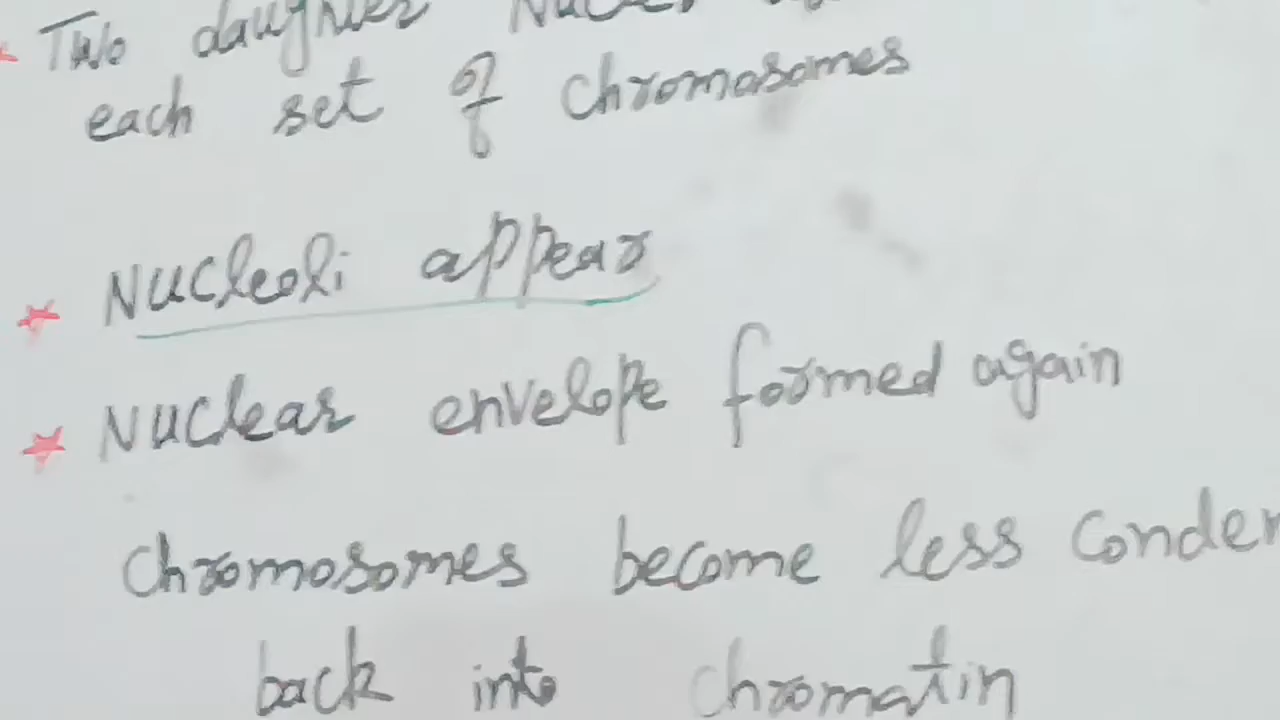 Two daughter Nuclei
each set of chromosomes
Nucleoli appear
Nuclear envelope formed again
Chromosomes become less conden
back into chromatin